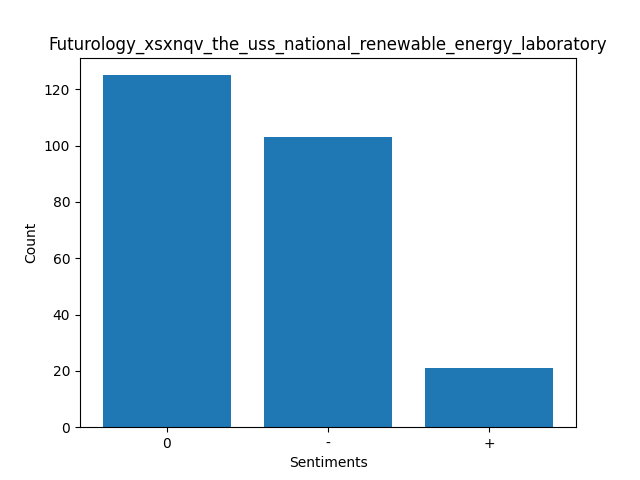 Futurology_xsxnqv_the_uss_national_renewable_energy_laboratory
120
100
80
60
40
20
0
Count
0 - +
Sentiments